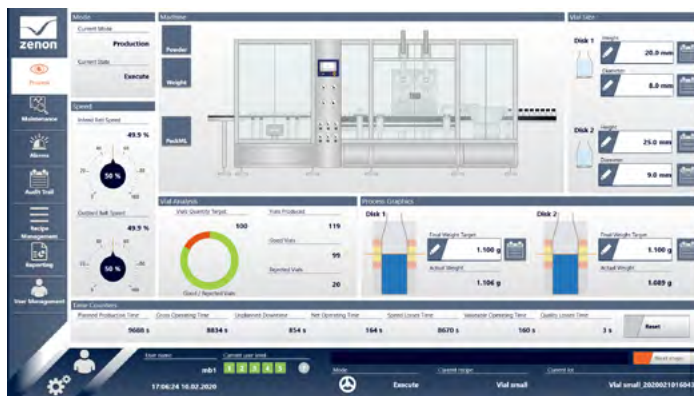 zenon
Process
Maintenance
Alarms
Audit Trail
Recipe
Management
Reporting
User Management
Mode
Current Mode
Production
Current State
Execute
Speed
Infeed Belt Speed
49.9 %
50 %
Outfeed Belt Speed
49.9 %
50 %
Machine
Powder
Weight
PackML
Vial Data
Disk 1
Height
20.0 mm
Diameter
8.0 mm
Disk 2
Height
25.0 mm
Diameter
9.0 mm
Vial Analysis
Vials Quantity Target
100
Vials Produced
119
Good Vials
99
Rejected Vials
20
Good / Rejected Vials
Process Graphics
Disk 1
Final Weight Target
1.100 g
Actual Weight
1.106 g
Disk 2
Final Weight Target
1.100 g
Actual Weight
1.089 g
Time Counters
Planned Production Time
9688 s
Gross Operating Time
8834 s
Unplanned Downtime
854 s
Net Operating Time
164 s
Speed Losses Time
8670 s
Valuable Operating Time
160 s
Quality Losses Time
3 s
Reset
User name
mb1
Current user level
1 2 3 4 5
17:06:24 10.02.2020
Mode
Execute
Current recipe
Vial small
Current lot
Vial small_2020021016043